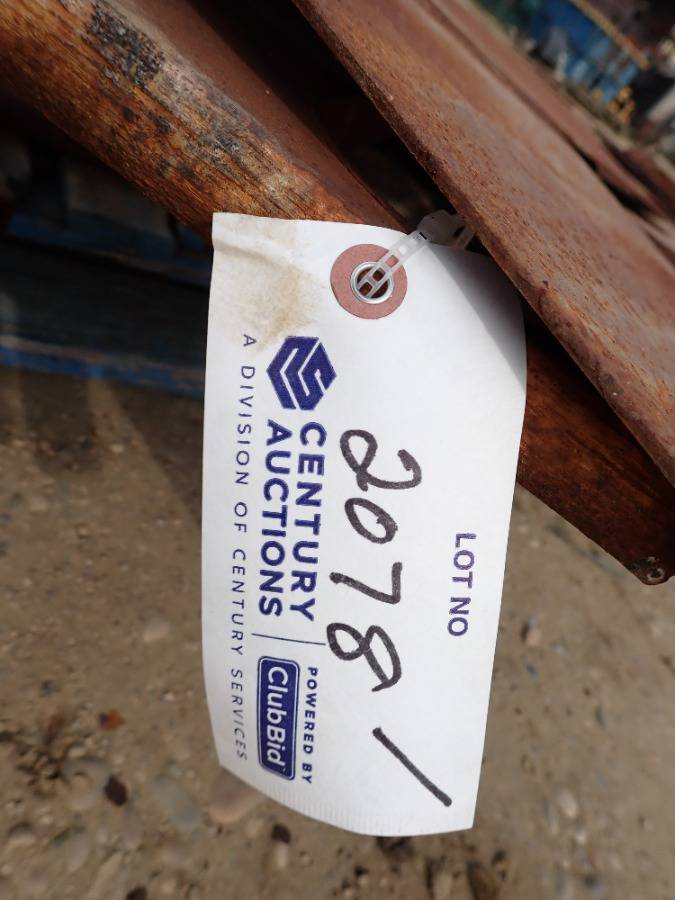 LOT NO
2078 /
CENTURY
AUCTIONS
POWERED BY
ClubBid
A DIVISION OF CENTURY SERVICES